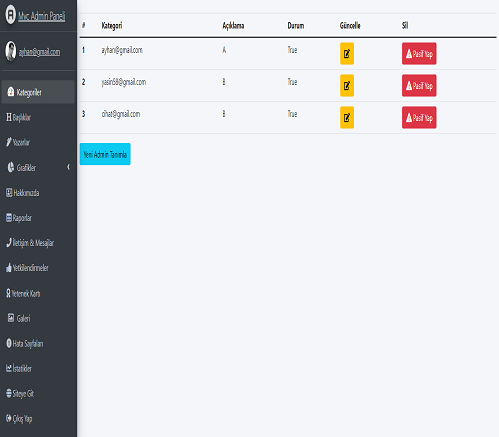 Mvc Admin Paneli
ayhan@gmail.com
Kategoriler
Başlıklar
Yazarlar
Grafikler
Hakkımızda
Raporlar
İletişim & Mesajlar
Yetkilendirmeler
Yetenek Kartı
Galeri
Hata Sayfaları
İstatikler
Siteye Git
Çıkış Yap
# Kategori Açıklama Durum Güncelle Sil
1 ayhan@gmail.com A True Pasif Yap
2 yasin58@gmail.com B True Pasif Yap
3 cihat@gmail.com B True Pasif Yap
Yeni Admin Tanımla